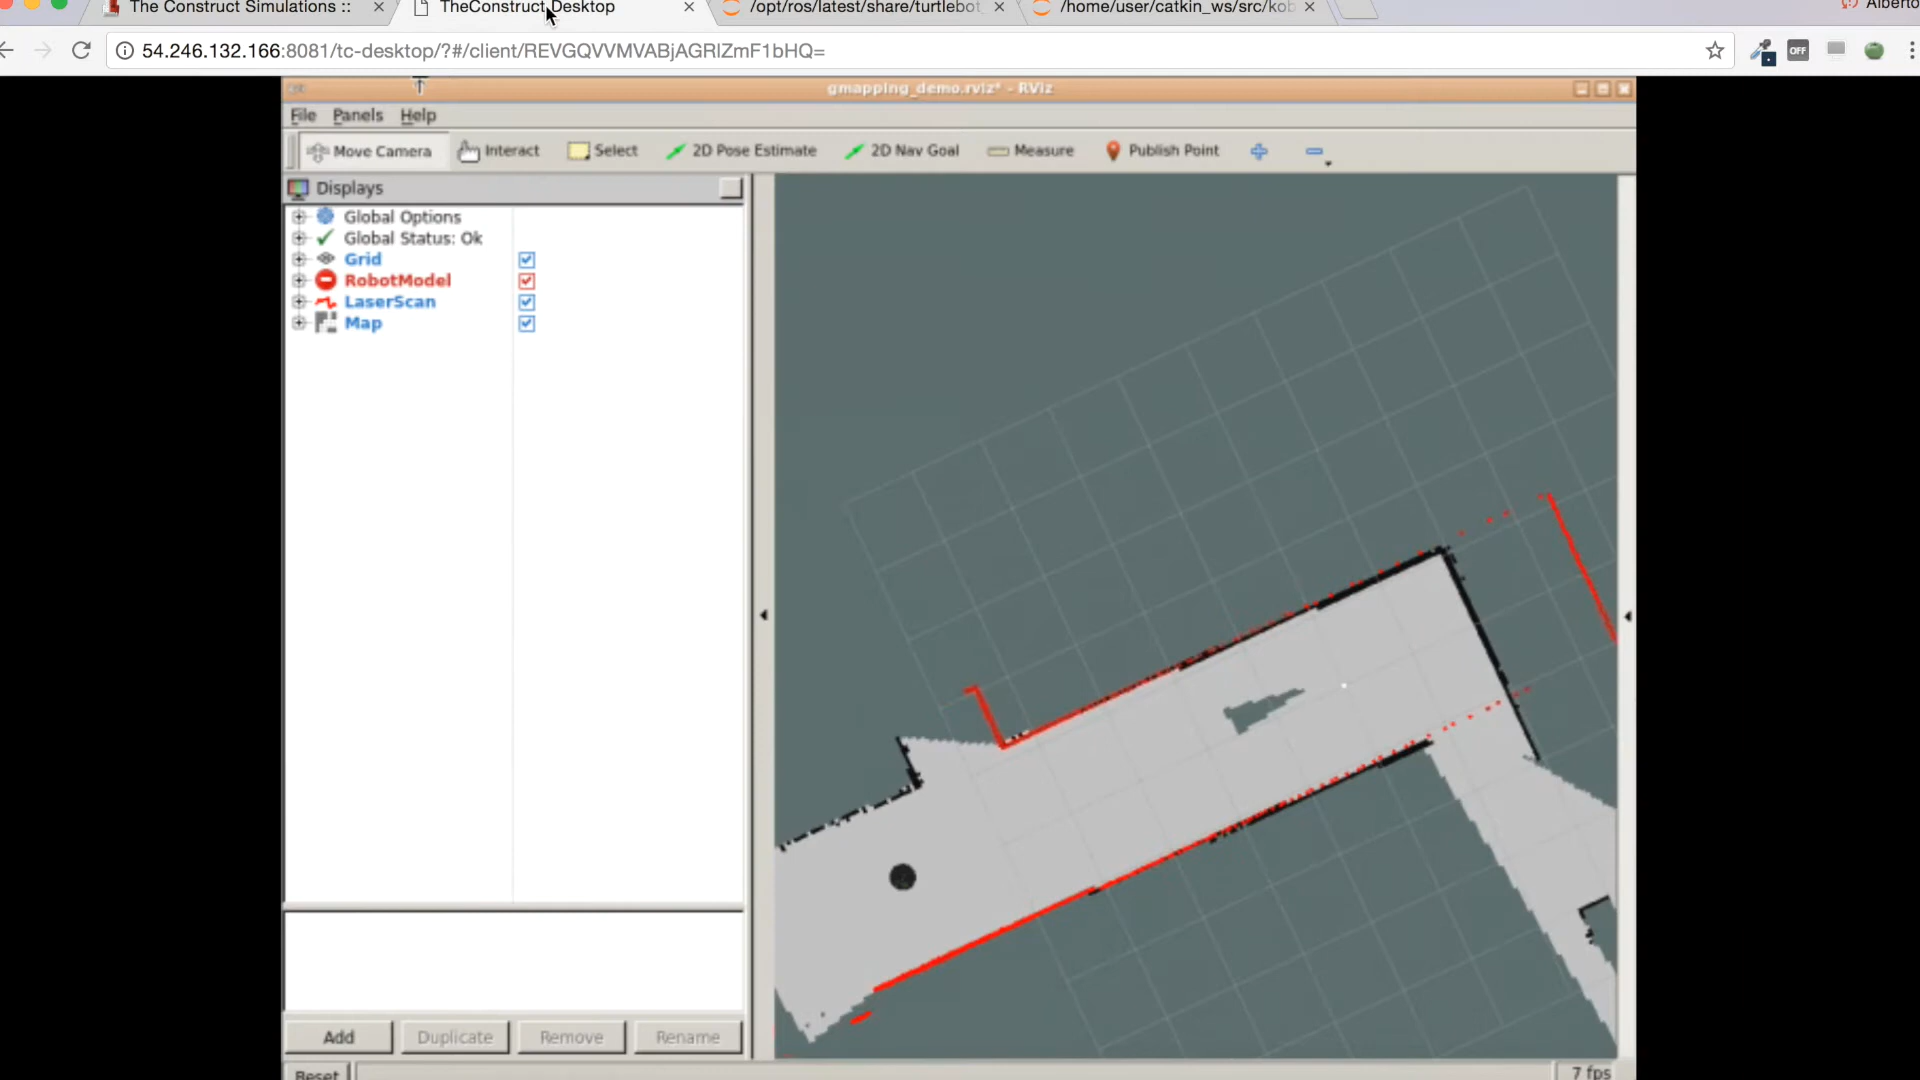 The Construct Simulations ::
TheConstruct Desktop
/opt/ros/latest/share/turtlebot
/home/user/catkin_ws/src/kob
Alberto
54.246.132.166:8081/tc-desktop/?#/client/REVGQVVMVABjAGRlZmF1bHQ=
OFF
gmapping_demo.rviz* - RViz
File Panels Help
Move Camera Interact Select 2D Pose Estimate 2D Nav Goal Measure Publish Point
Displays
Global Options
Global Status: Ok
Grid
RobotModel
LaserScan
Map
Add Duplicate Remove Rename
Reset
7 fps